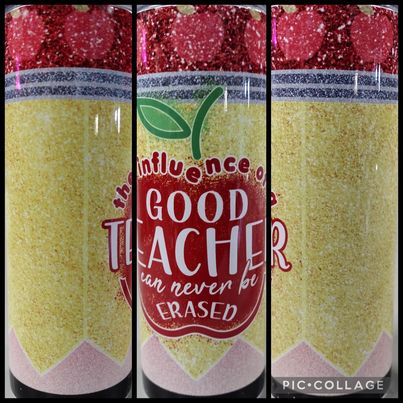 the influence of a
GOOD
TEACHER
can never be
ERASED
PIC•COLLAGE